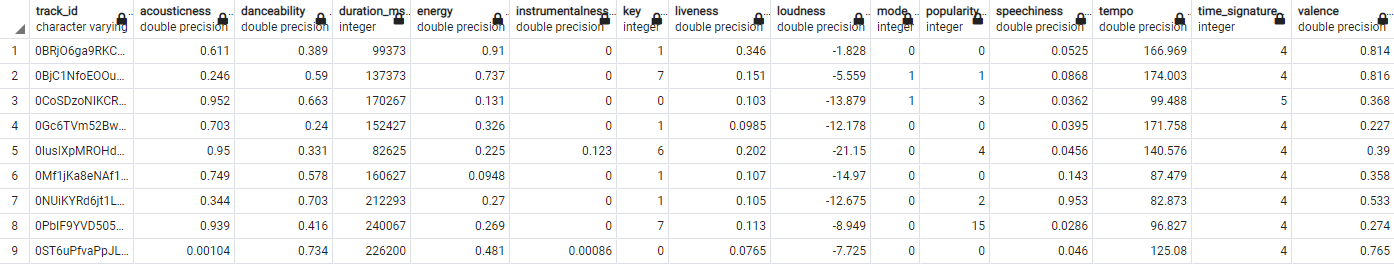 track_id acousticness danceability duration_ms energy instrumentalness key liveness loudness mode popularity speechiness tempo time_signature valence
character varying double precision double precision integer double precision double precision integer double precision double precision integer integer double precision double precision integer double precision
1 0BRjO6ga9RKC... 0.611 0.389 99373 0.91 0 1 0.346 -1.828 0 0 0.0525 166.969 4 0.814
2 0BjC1NfoEOOu... 0.246 0.59 137373 0.737 0 7 0.151 -5.559 1 1 0.0868 174.003 4 0.816
3 0CoSDzoNIKCR... 0.952 0.663 170267 0.131 0 0 0.103 -13.879 1 3 0.0362 99.488 5 0.368
4 0Gc6TVm52Bw... 0.703 0.24 152427 0.326 0 1 0.0985 -12.178 0 0 0.0395 171.758 4 0.227
5 0IuslXpMROHd... 0.95 0.331 82625 0.225 0.123 6 0.202 -21.15 0 4 0.0456 140.576 4 0.39
6 0Mf1jKa8eNAf1... 0.749 0.578 160627 0.0948 0 1 0.107 -14.97 0 0 0.143 87.479 4 0.358
7 0NUiKYRd6jt1L... 0.344 0.703 212293 0.27 0 1 0.105 -12.675 0 2 0.953 82.873 4 0.533
8 0PbIF9YVD505... 0.939 0.416 240067 0.269 0 7 0.113 -8.949 0 15 0.0286 96.827 4 0.274
9 0ST6uPfvaPpJL... 0.00104 0.734 226200 0.481 0.00086 0 0.0765 -7.725 0 0 0.046 125.08 4 0.765